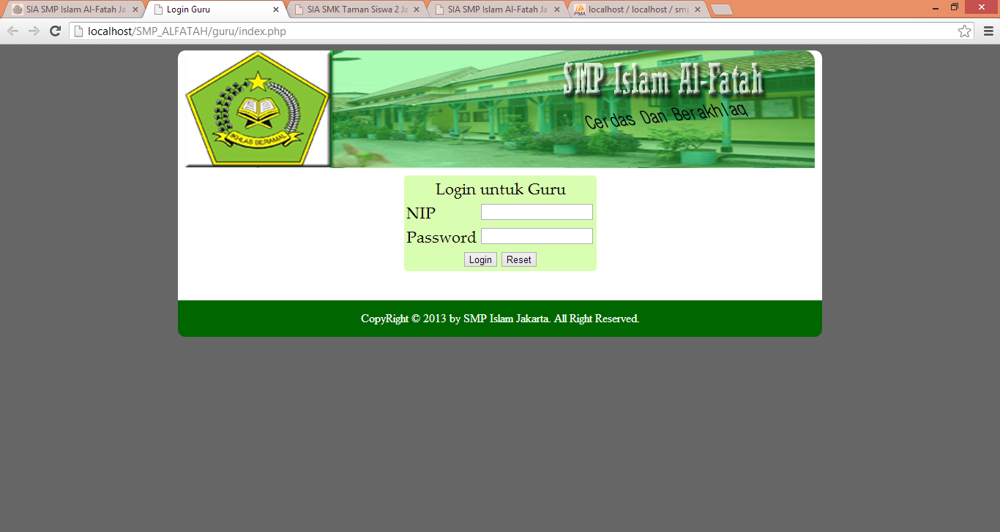 SIA SMP Islam Al-Fatah Ja
Login Guru
SIA SMK Taman Siswa 2 Ja
SIA SMP Islam Al-Fatah Ja
PMA
localhost / localhost / smp
localhost/SMP_ALFATAH/guru/index.php
IKHLAS BERAMAL
SMP Islam Al-Fatah
Cerdas Dan Berakhlaq
Login untuk Guru
NIP
Password
Login Reset
CopyRight © 2013 by SMP Islam Jakarta. All Right Reserved.